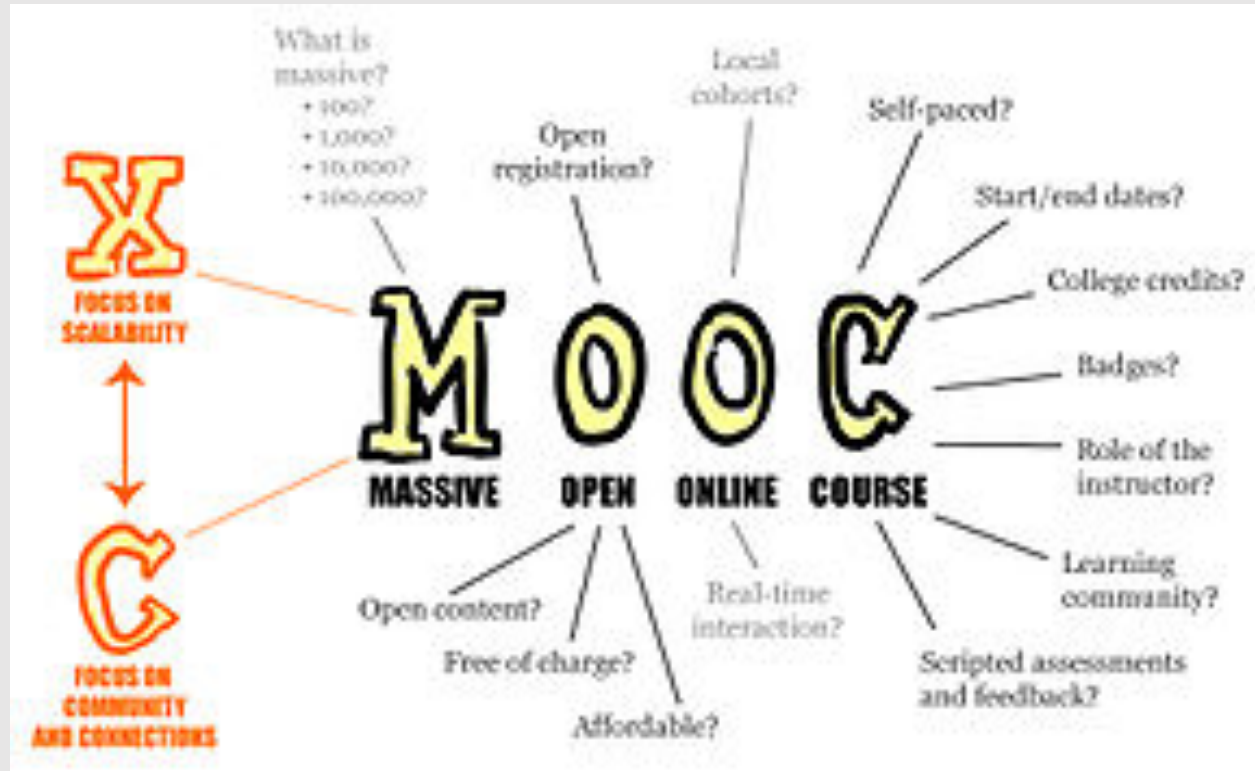 What is
massive?
+ 100?
+ 1,000?
+ 10,000?
+ 100,000?
Open
registration?
Local
cohorts?
Self-paced?
Start/end dates?
College credits?
Badges?
Role of the
instructor?
Learning
community?
Scripted assessments
and feedback?
X
FOCUS ON
SCALABILITY
C
FOCUS ON
COMMUNITY
AND CONNECTIONS
MOOC
MASSIVE OPEN ONLINE COURSE
Open content?
Free of charge?
Affordable?
Real-time
interaction?